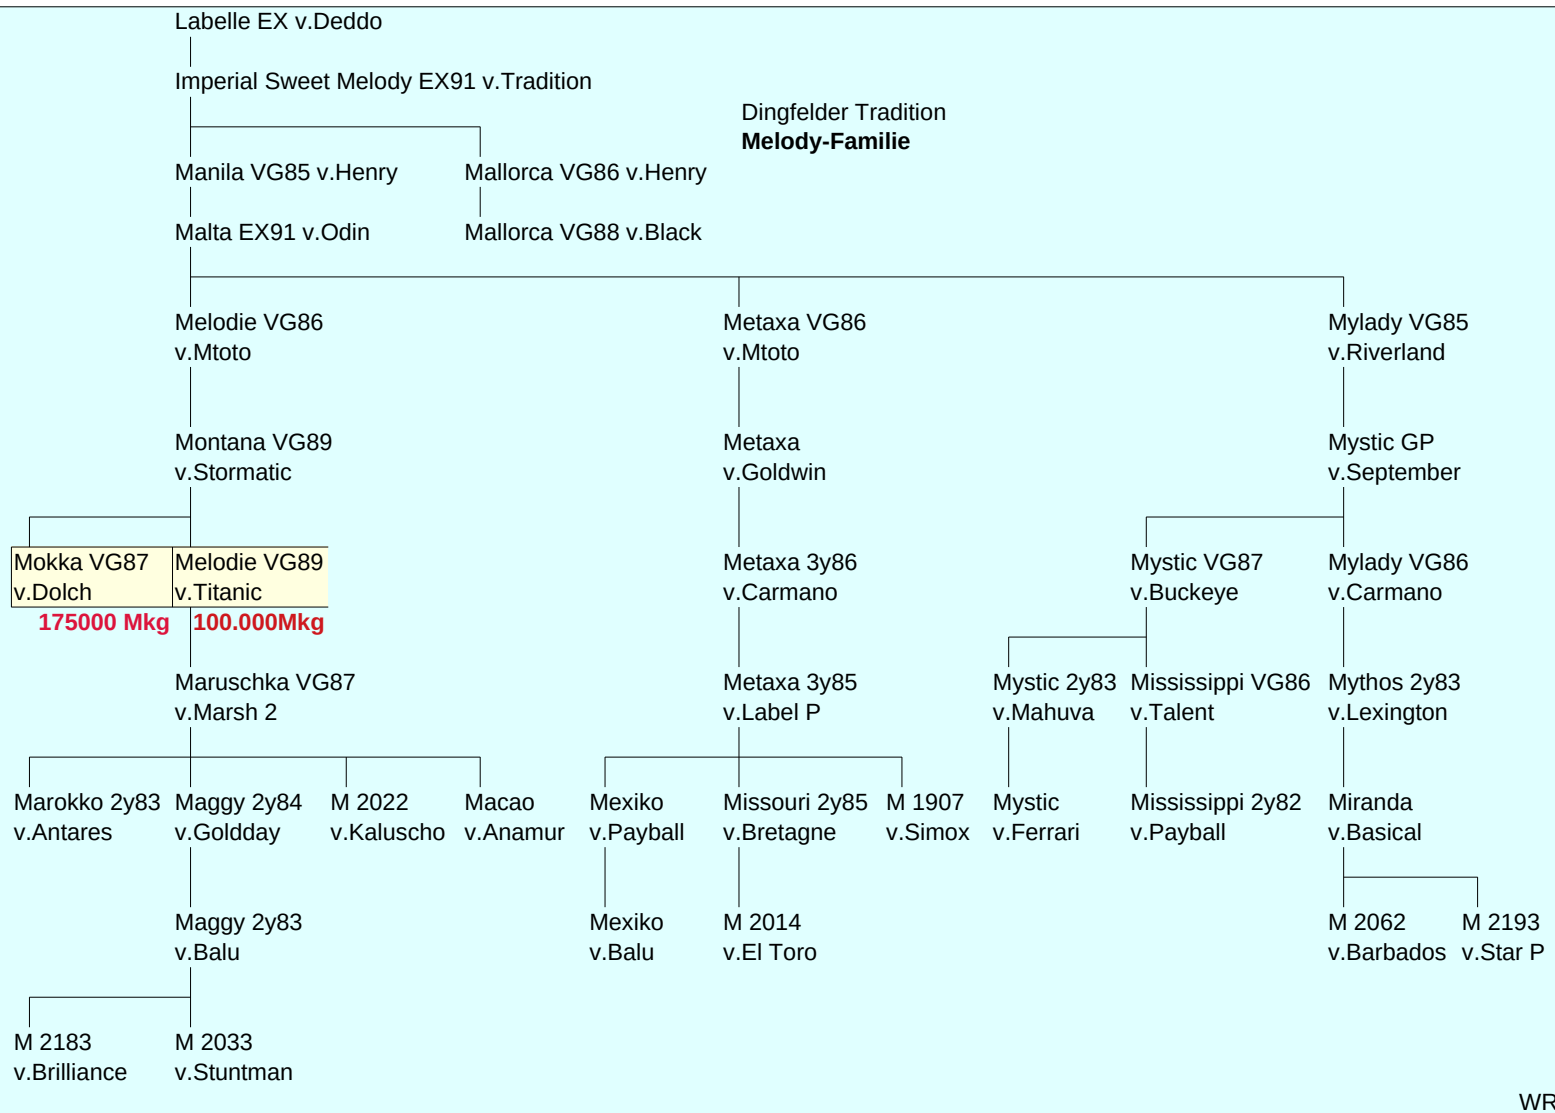 Labelle EX v.Deddo
Imperial Sweet Melody EX91 v.Tradition
Dingfelder Tradition
Melody-Familie
Manila VG85 v.Henry Mallorca VG86 v.Henry
Malta EX91 v.Odin Mallorca VG88 v.Black
Melodie VG86 Metaxa VG86 Mylady VG85
v.Mtoto v.Mtoto v.Riverland
Montana VG89 Metaxa Mystic GP
v.Stormatic v.Goldwin v.September
Mokka VG87 Melodie VG89 Metaxa 3y86 Mystic VG87 Mylady VG86
v.Dolch v.Titanic v.Carmano v.Buckeye v.Carmano
175000 Mkg 100.000Mkg
Maruschka VG87 Metaxa 3y85 Mystic 2y83 Mississippi VG86 Mythos 2y83
v.Marsh 2 v.Label P v.Mahuva v.Talent v.Lexington
Marokko 2y83 Maggy 2y84 M 2022 Macao Mexiko Missouri 2y85 M 1907 Mystic Mississippi 2y82 Miranda
v.Antares v.Goldday v.Kaluscho v.Anamur v.Payball v.Bretagne v.Simox v.Ferrari v.Payball v.Basical
Maggy 2y83 Mexiko M 2014 M 2062 M 2193
v.Balu v.Balu v.El Toro v.Barbados v.Star P
M 2183 M 2033
v.Brilliance v.Stuntman
WR